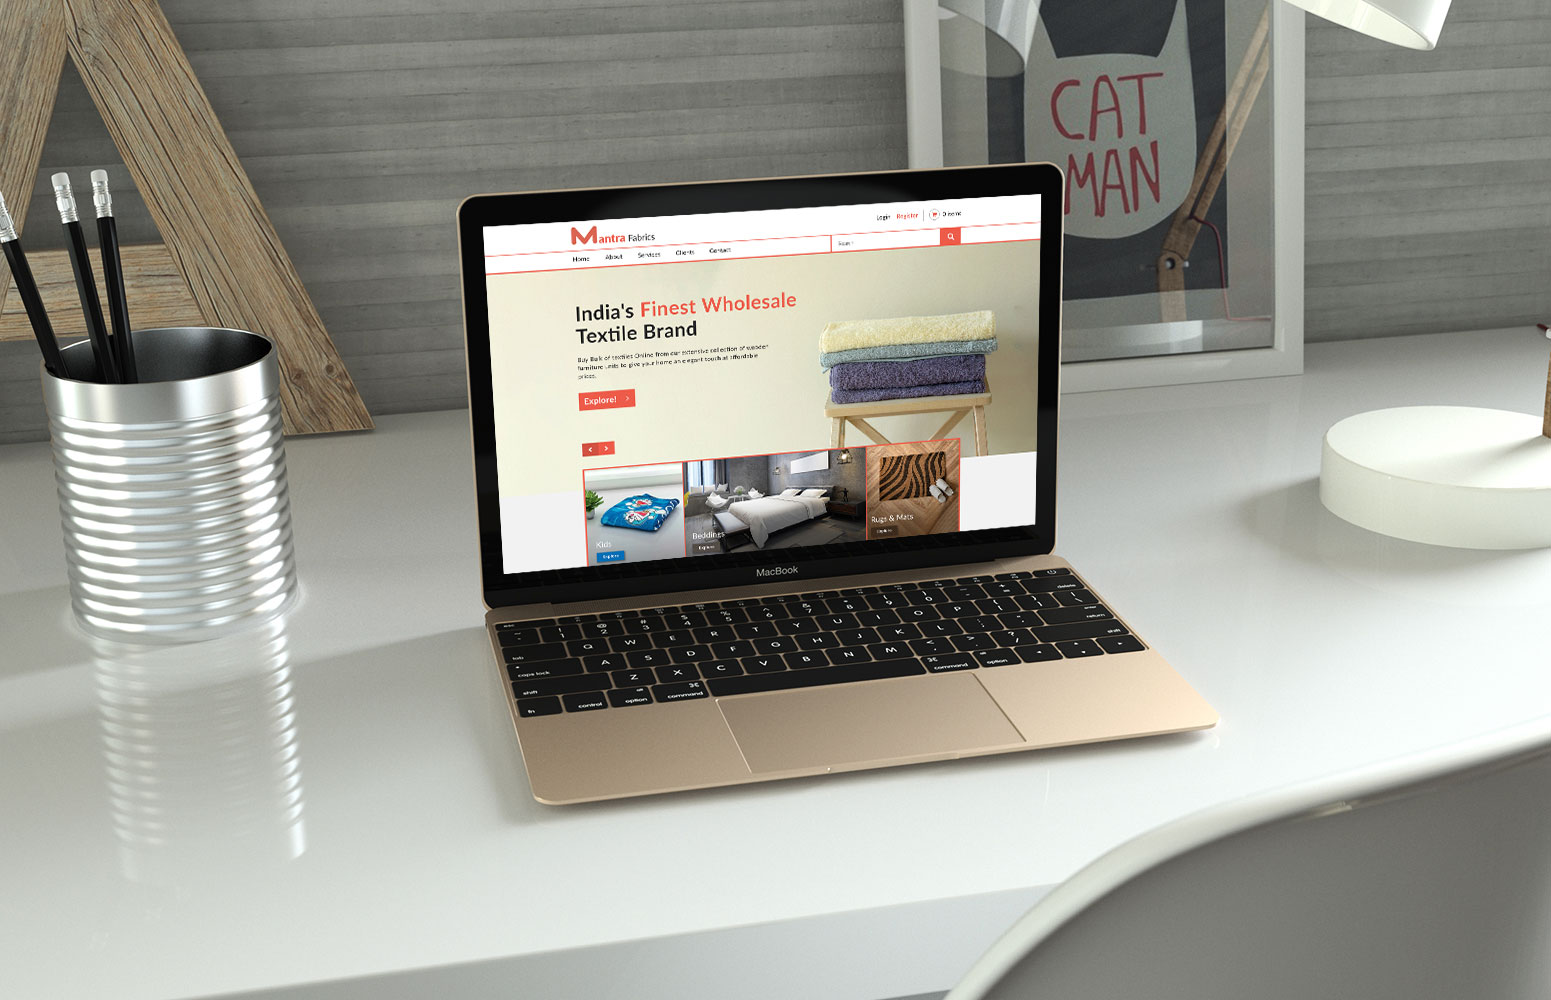 CAT
MAN
Login Register 0 items
Mantra Fabrics
Home About Services Clients Contact
India's Finest Wholesale
Textile Brand
Buy Bulk of textiles Online from our extensive collection of wooden
furniture units to give your home an elegant touch at affordable
prices.
Explore!
Kids
Explore
Beddings
Explore
Rugs & Mats
Explore
MacBook
esc
delete
tab
Q W E R T Y U I O P
caps lock
A S D F G H J K L
return
shift
Z X C V B N M
shift
fn control option command
command option